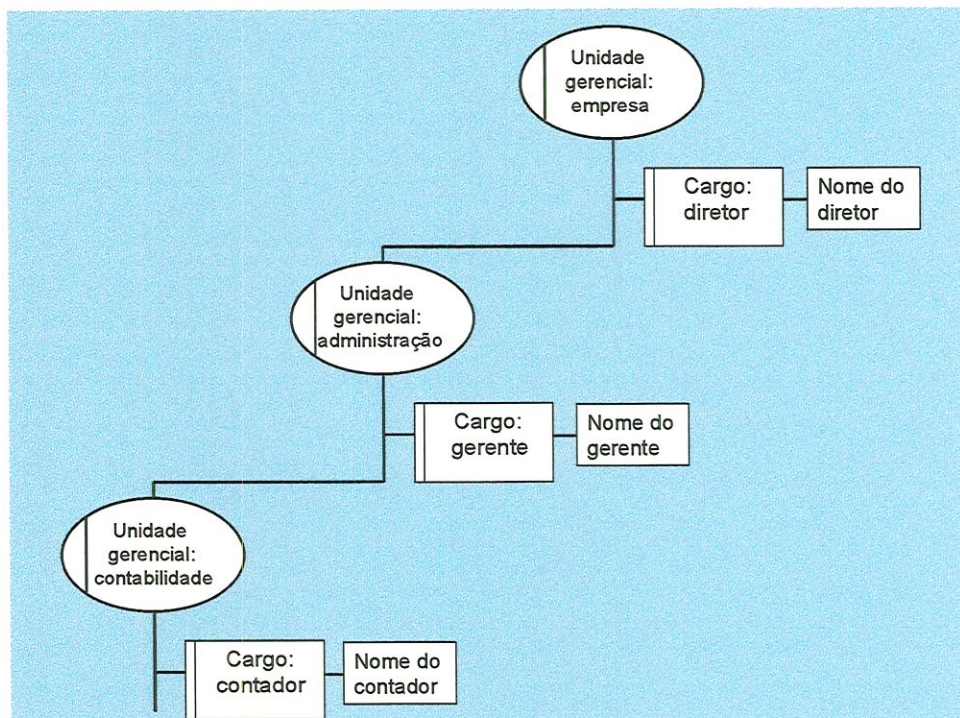 Unidade
gerencial:
empresa
Cargo:
diretor
Nome do
diretor
Unidade
gerencial:
administração
Cargo:
gerente
Nome do
gerente
Unidade
gerencial:
contabilidade
Cargo:
contador
Nome do
contador